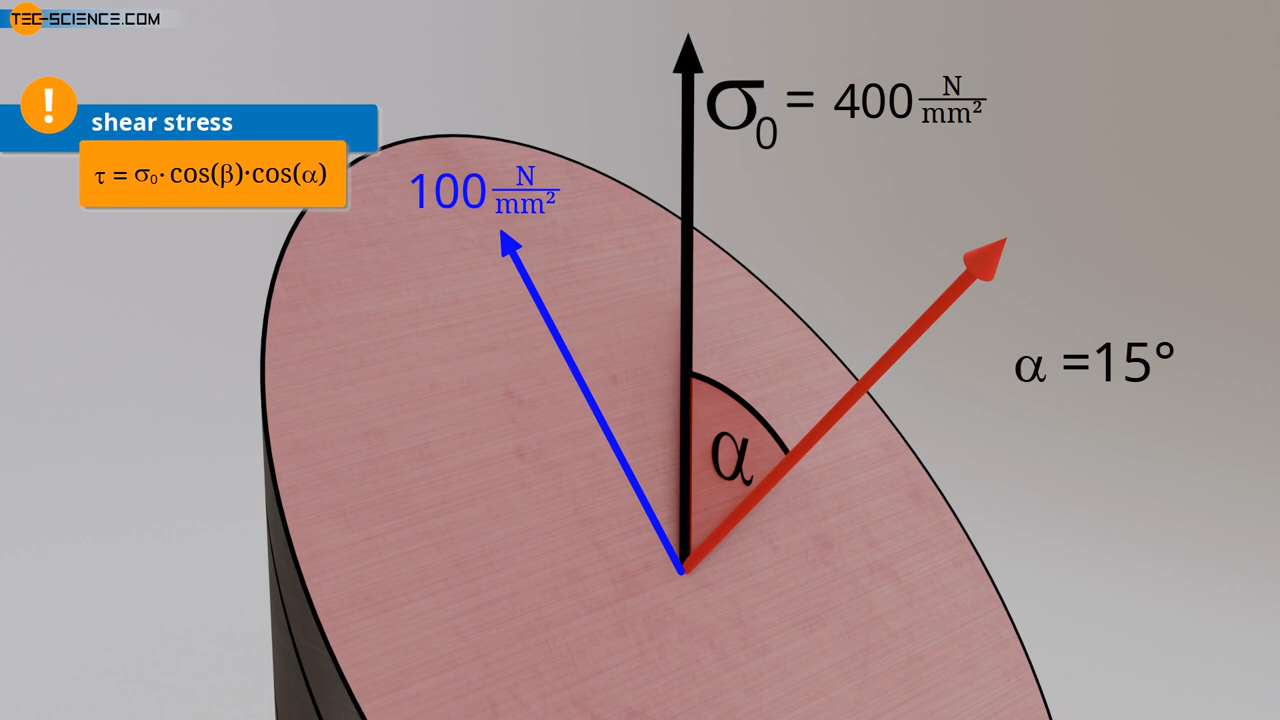 TEC-SCIENCE.COM
!
shear stress
τ = σ₀· cos(β)·cos(α)
σ₀ = 400 N/mm²
100 N/mm²
α =15°
α